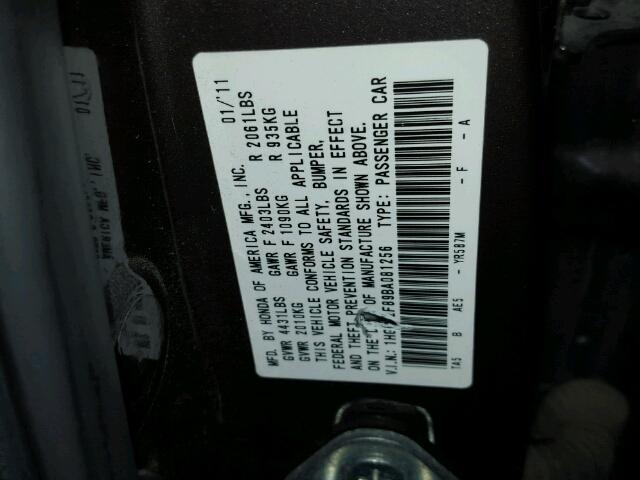 MFD. BY HONDA OF AMERICA MFG., INC. 01/'11
GVWR 4431LBS GAWR F 2403LBS R 2061LBS
GVWR 2010KG GAWR F 1090KG R 935KG
THIS VEHICLE CONFORMS TO ALL APPLICABLE
FEDERAL MOTOR VEHICLE SAFETY, BUMPER,
AND THEFT PREVENTION STANDARDS IN EFFECT
ON THE OF MANUFACTURE SHOWN ABOVE.
V.I.N.: TYPE: PASSENGER CAR
YR587M - F - A
TA5 B AE5